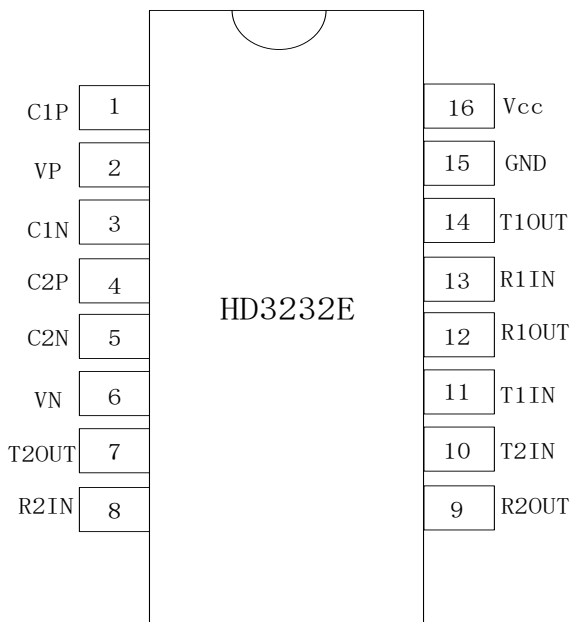 C1P 1
VP 2
C1N 3
C2P 4
C2N 5
VN 6
T2OUT 7
R2IN 8
HD3232E
16 Vcc
15 GND
14 T1OUT
13 R1IN
12 R1OUT
11 T1IN
10 T2IN
9 R2OUT